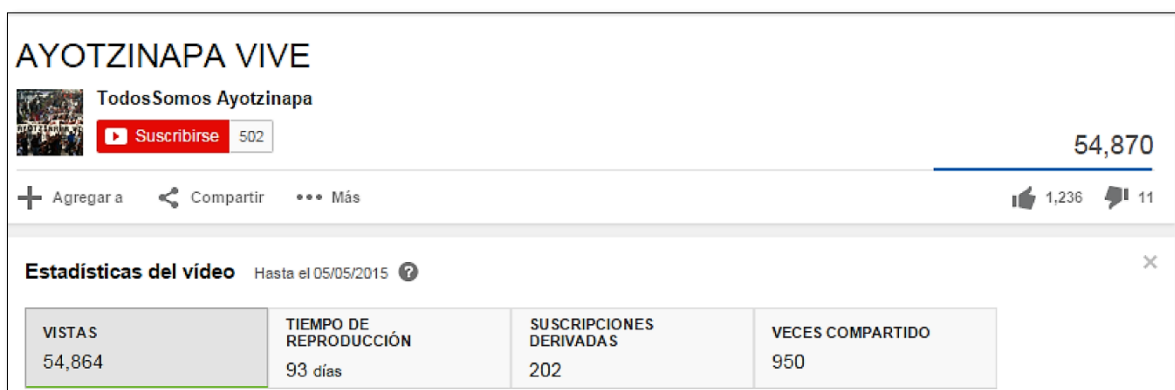 AYOTZINAPA VIVE
TodosSomos Ayotzinapa
Suscribirse 502
54,870
Agregar a Compartir Más 1,236 11
Estadísticas del vídeo Hasta el 05/05/2015 ?
VISTAS
54,864
TIEMPO DE
REPRODUCCIÓN
93 días
SUSCRIPCIONES
DERIVADAS
202
VECES COMPARTIDO
950